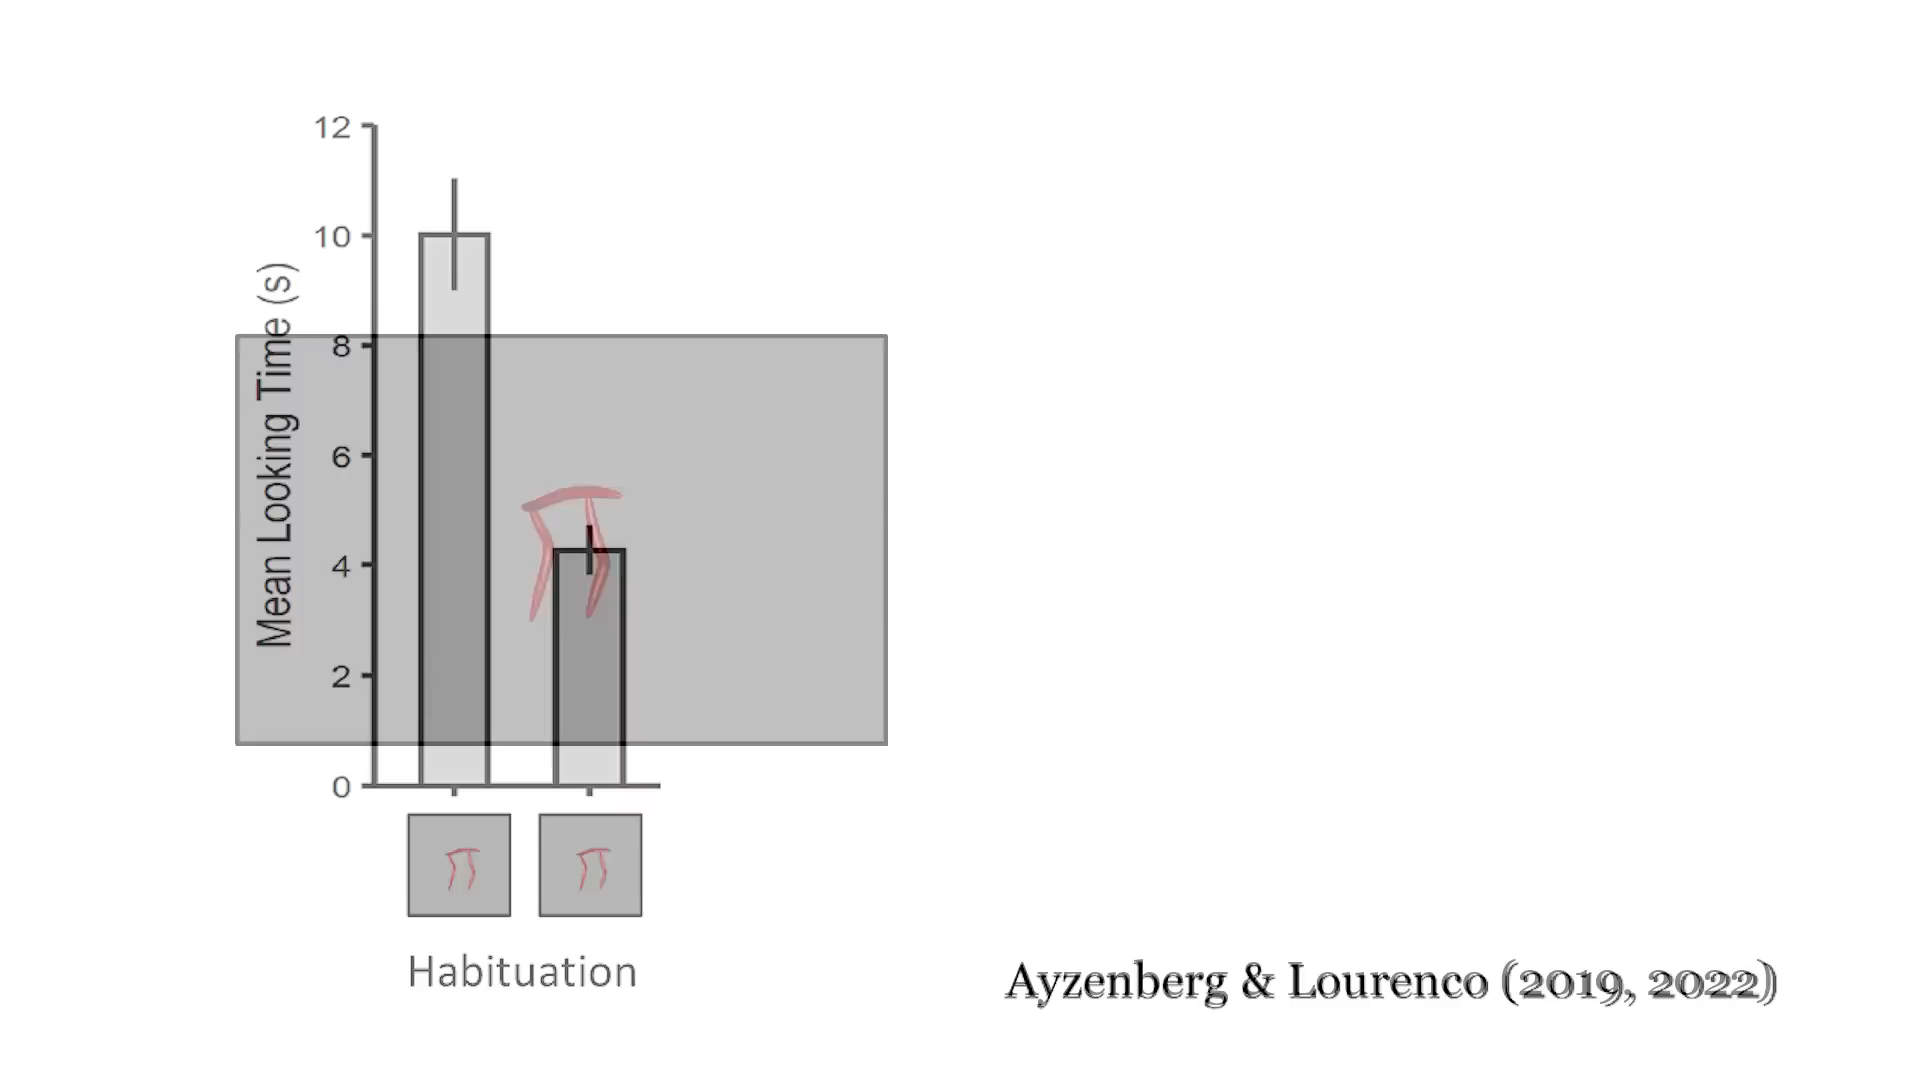 12
10
8
6
4
2
0
Mean Looking Time (s)
Habituation
Ayzenberg & Lourenco (2019, 2022)